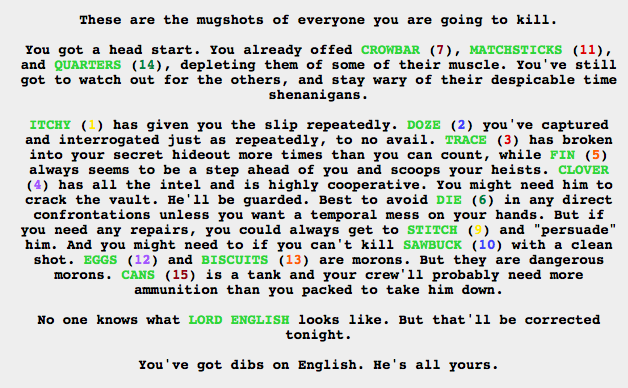 These are the mugshots of everyone you are going to kill.
You got a head start. You already offed CROWBAR (7), MATCHSTICKS (11),
and QUARTERS (14), depleting them of some of their muscle. You've still
got to watch out for the others, and stay wary of their despicable time
shenanigans.
ITCHY (1) has given you the slip repeatedly. DOZE (2) you've captured
and interrogated just as repeatedly, to no avail. TRACE (3) has broken
into your secret hideout more times than you can count, while FIN (5)
always seems to be a step ahead of you and scoops your heists. CLOVER
(4) has all the intel and is highly cooperative. You might need him to
crack the vault. He'll be guarded. Best to avoid DIE (6) in any direct
confrontations unless you want a temporal mess on your hands. But if
you need any repairs, you could always get to STITCH (9) and "persuade"
him. And you might need to if you can't kill SAWBUCK (10) with a clean
shot. EGGS (12) and BISCUITS (13) are morons. But they are dangerous
morons. CANS (15) is a tank and your crew'll probably need more
ammunition than you packed to take him down.
No one knows what LORD ENGLISH looks like. But that'll be corrected
tonight.
You've got dibs on English. He's all yours.